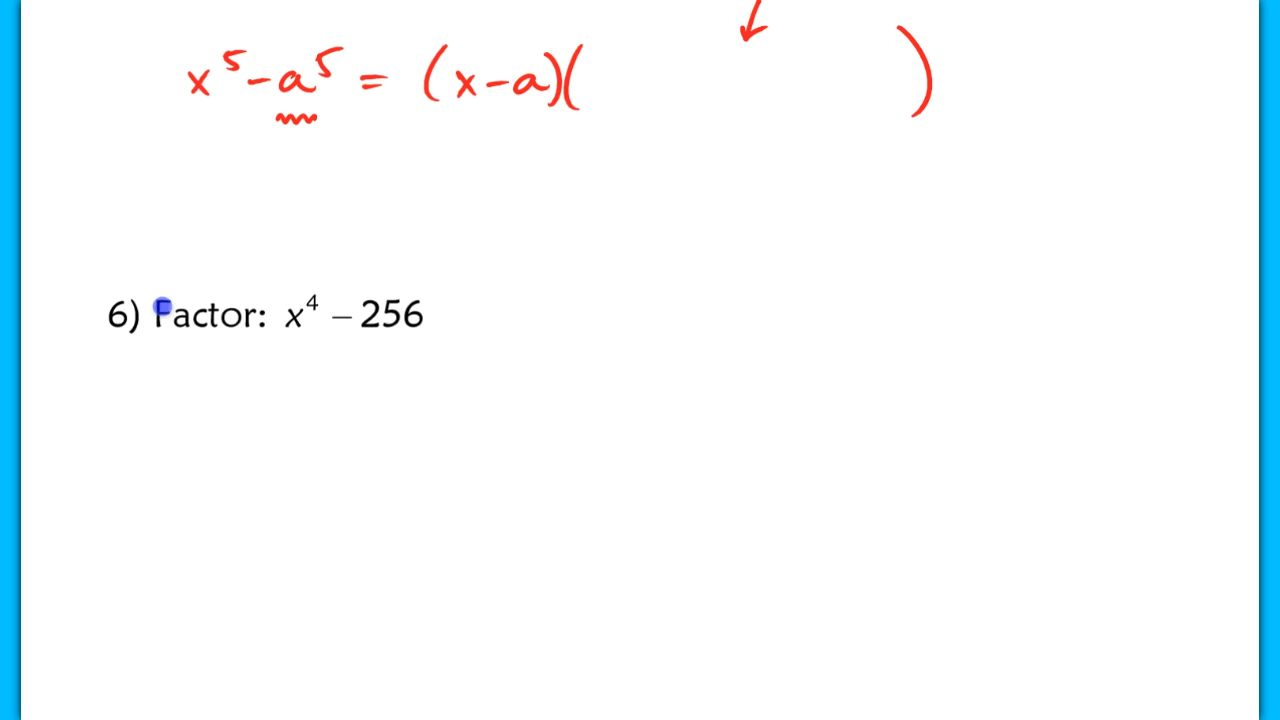 x⁵-a⁵ = (x-a)( )
6) Factor: x⁴ – 256